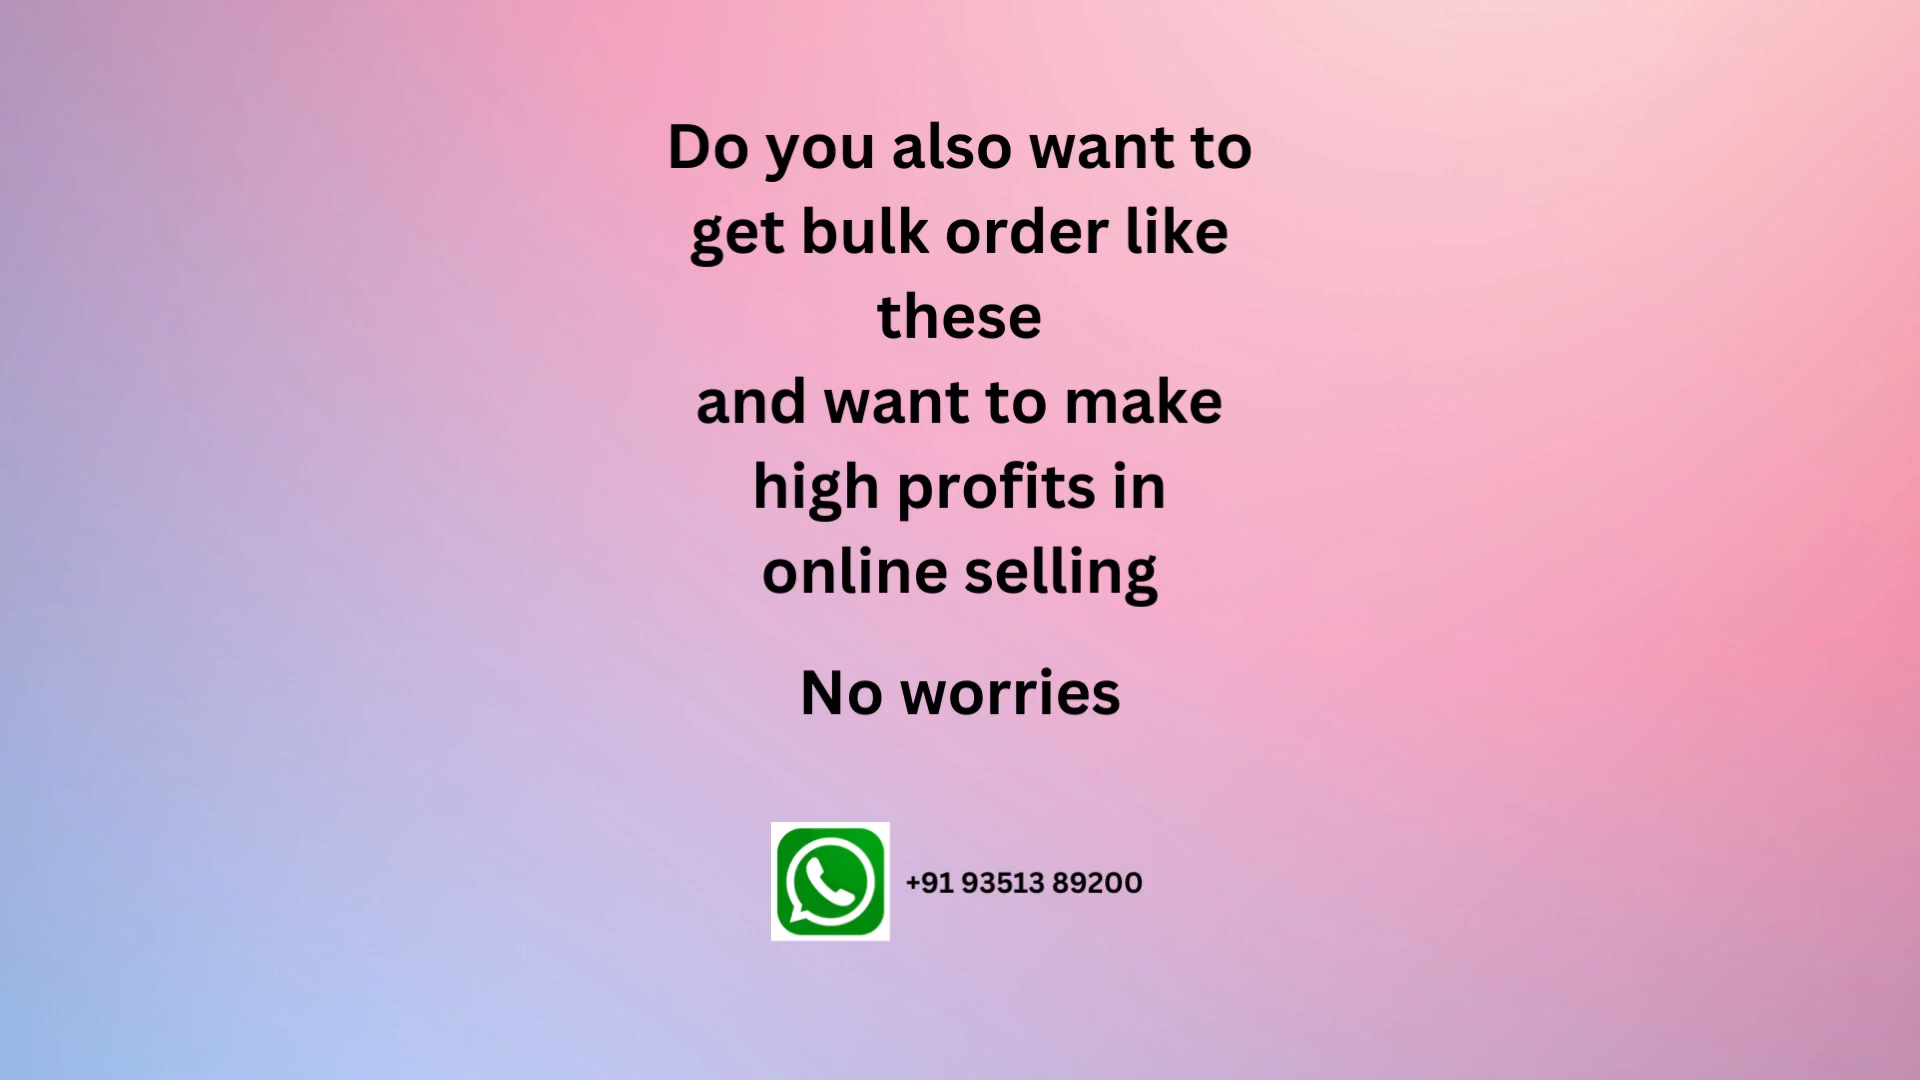 Do you also want to
get bulk order like
these
and want to make
high profits in
online selling
No worries
+91 93513 89200